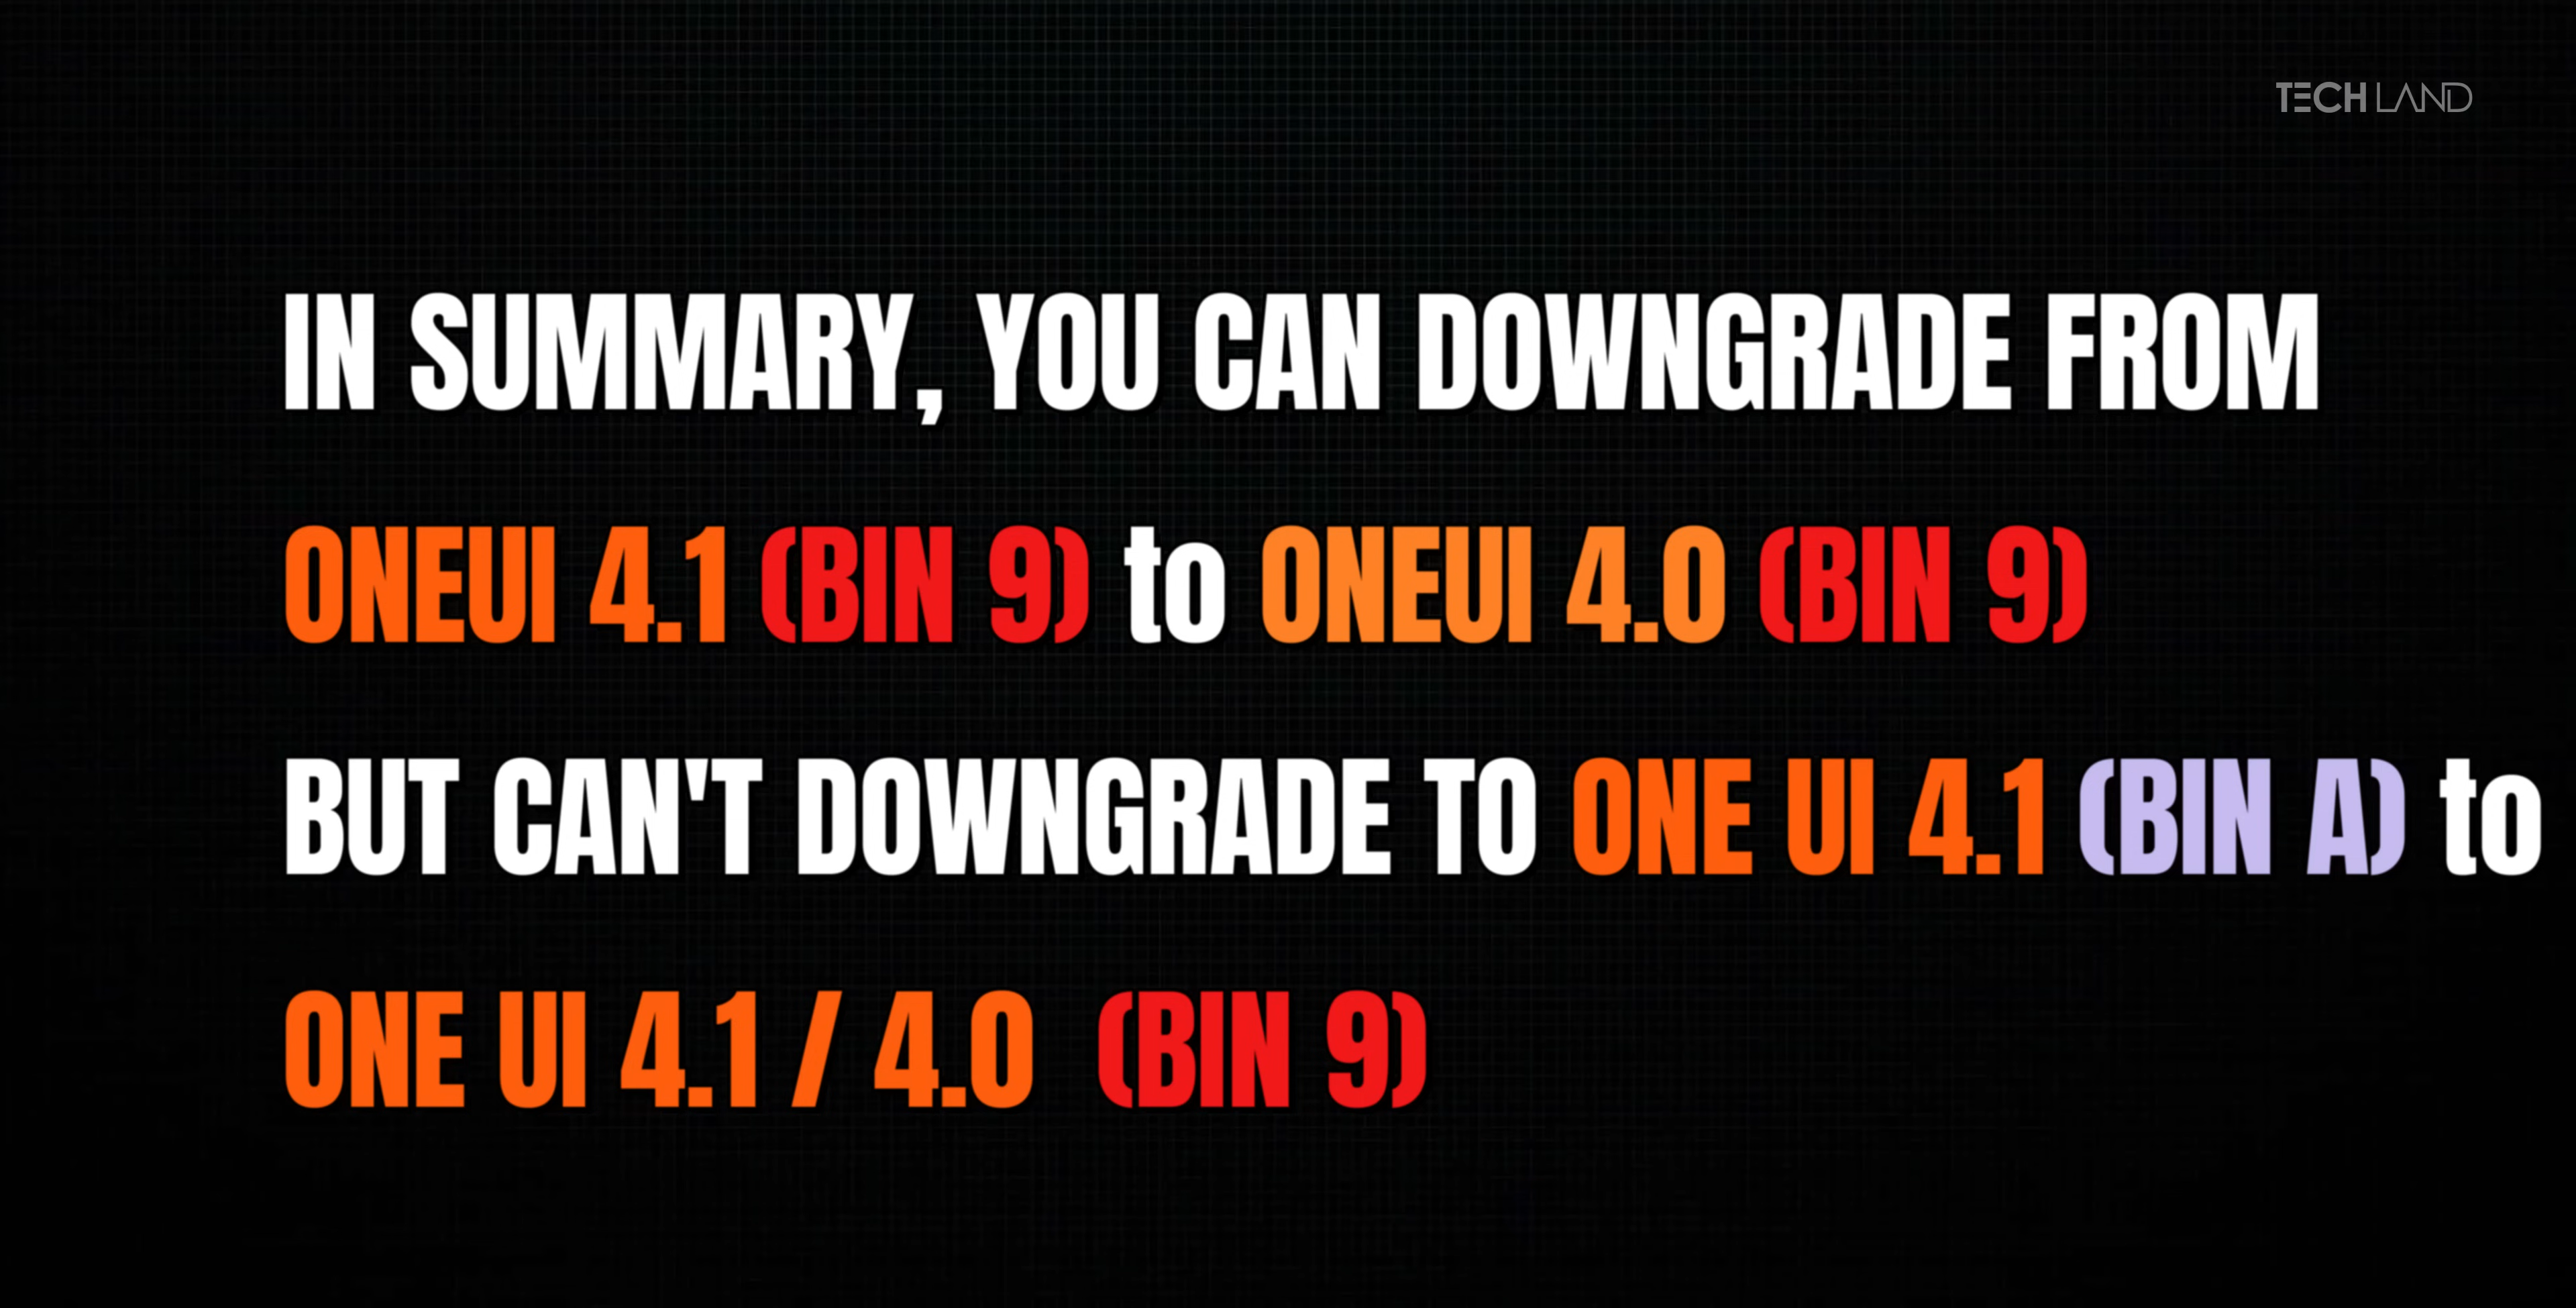 TECH LAND
IN SUMMARY, YOU CAN DOWNGRADE FROM
ONEUI 4.1 (BIN 9) to ONEUI 4.0 (BIN 9)
BUT CAN'T DOWNGRADE TO ONE UI 4.1 (BIN A) to
ONE UI 4.1 / 4.0 (BIN 9)